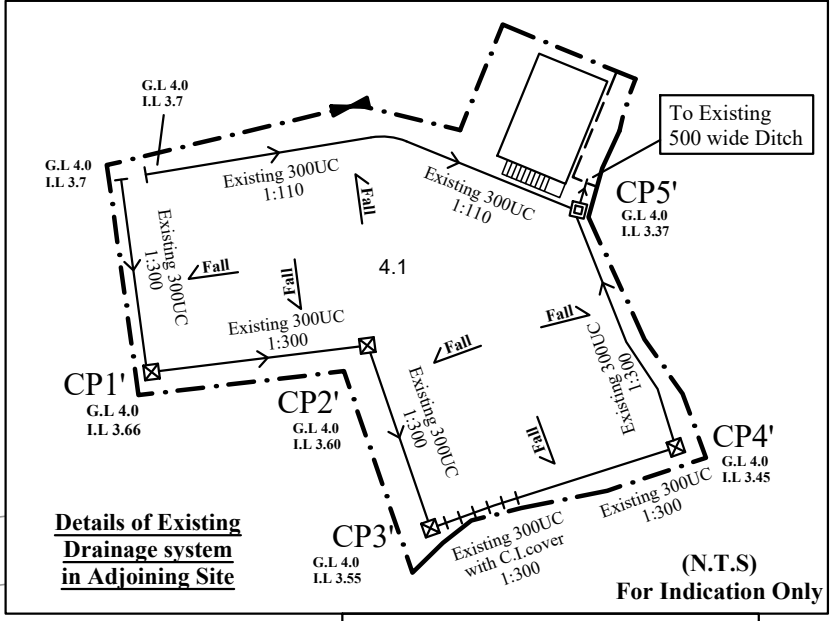 G.L 4.0
I.L 3.7
G.L 4.0
I.L 3.7
To Existing
500 wide Ditch
Existing 300UC
1:110
Existing 300UC
1:110
CP5'
G.L 4.0
I.L 3.37
Fall
Existing 300UC
1:300
Fall
Fall
4.1
Existing 300UC
1:300
Fall
Fall
Existing 300UC
1:300
CP1'
G.L 4.0
I.L 3.66
CP2'
G.L 4.0
I.L 3.60
Existing 300UC
1:300
Fall
CP4'
G.L 4.0
I.L 3.45
Details of Existing
Drainage system
in Adjoining Site
CP3'
G.L 4.0
I.L 3.55
Existing 300UC
with C.I.cover
1:300
Existing 300UC
1:300
(N.T.S)
For Indication Only